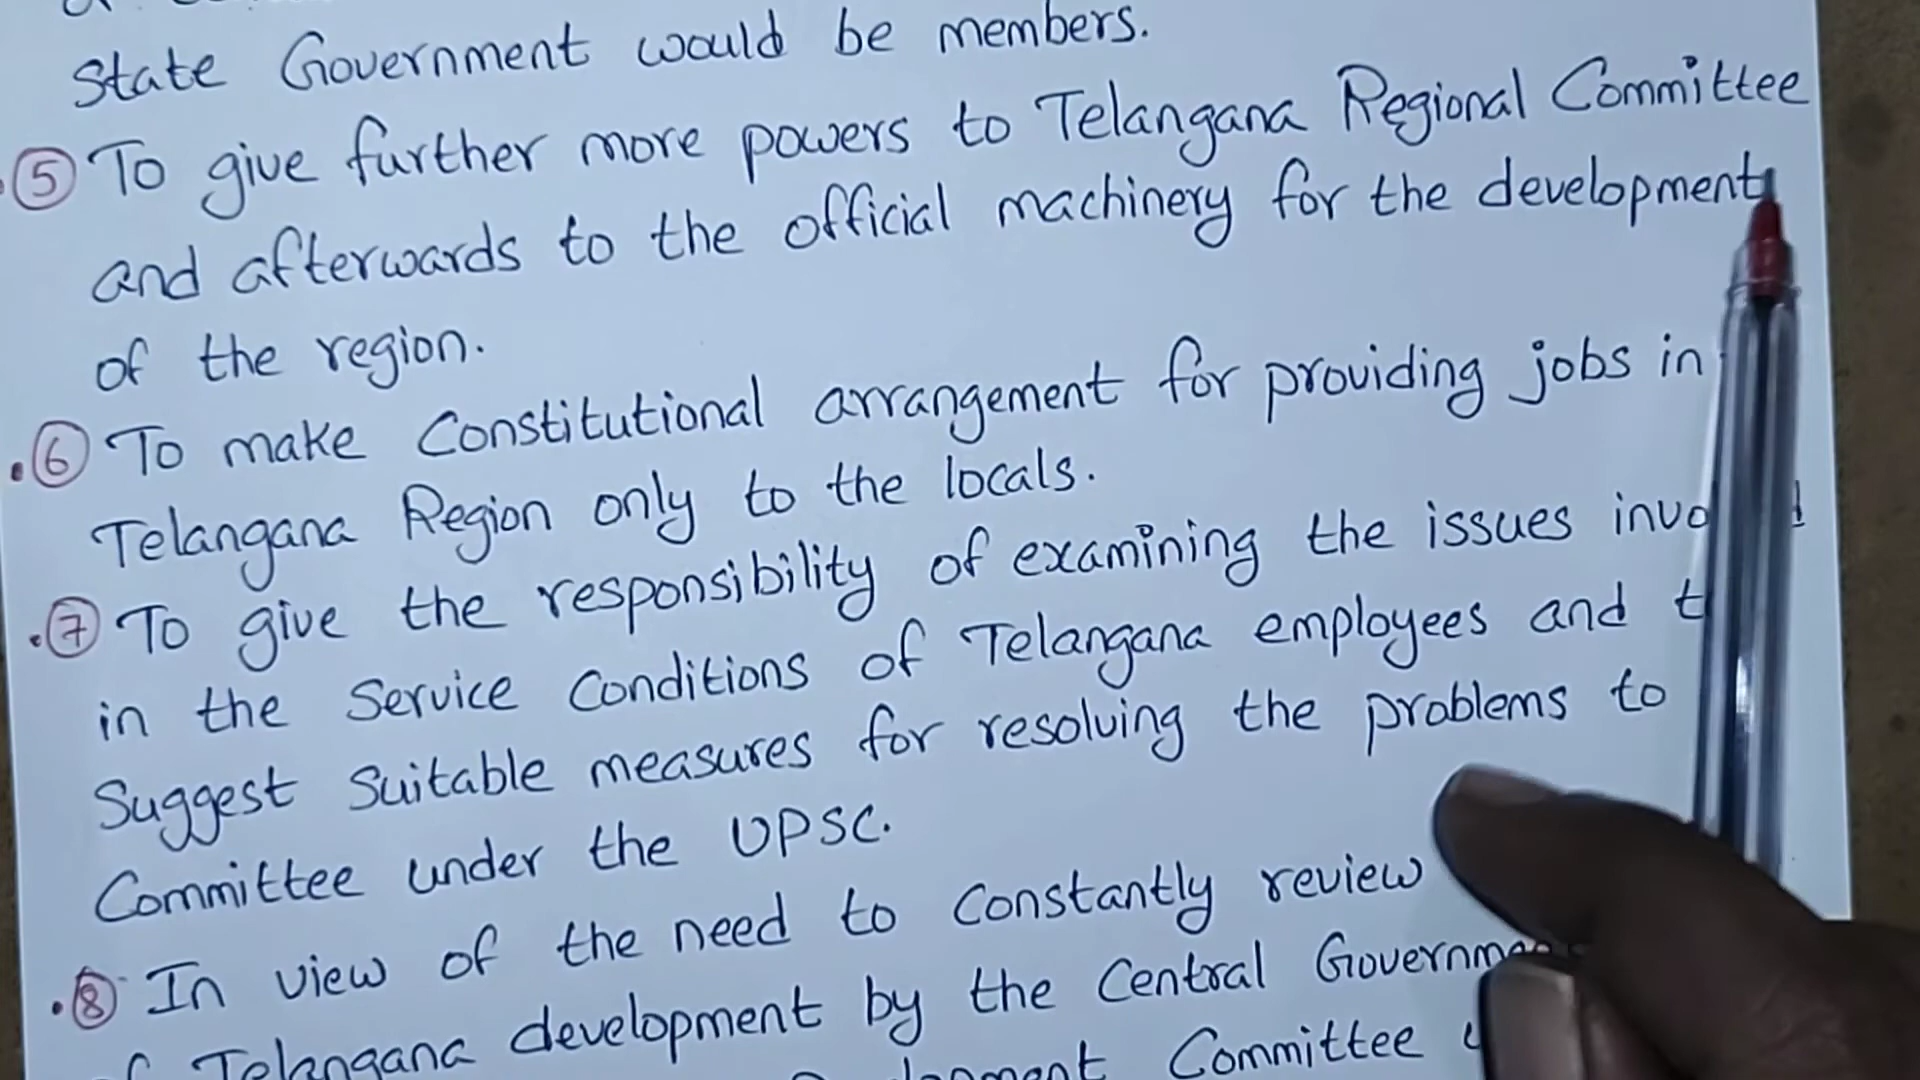 State Government would be members.
⑤ To give further more powers to Telangana Regional Committee
and afterwards to the official machinery for the development
of the region.
.⑥ To make Constitutional arrangement for providing jobs in
Telangana Region only to the locals.
.⑦ To give the responsibility of examining the issues
in the Service Conditions of Telangana employees and
Suggest Suitable measures for resolving the problems to
Committee under the UPSC.
.⑧ In view of the need to constantly review
of Telangana development by the Central
Committee